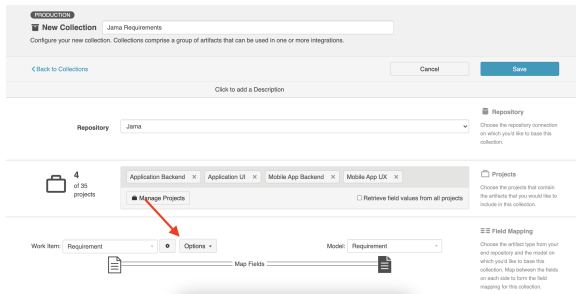 PRODUCTION
New Collection Jama Requirements
Configure your new collection. Collections comprise a group of artifacts that can be used in one or more integrations.
Back to Collections Cancel Save
Click to add a Description
Repository
Choose the repository connection
on which you'd like to base this
collection.
Repository Jama
4
of 35
projects
Application Backend × Application UI × Mobile App Backend × Mobile App UX ×
Manage Projects Retrieve field values from all projects
Projects
Choose the projects that contain
the artifacts that you would like to
include in this collection.
Work Item: Requirement Options Model: Requirement
Map Fields
Field Mapping
Choose the artifact type from your
end repository and the model on
which you'd like to base this
collection. Map between the fields
on each side to form the field
mapping for this collection.